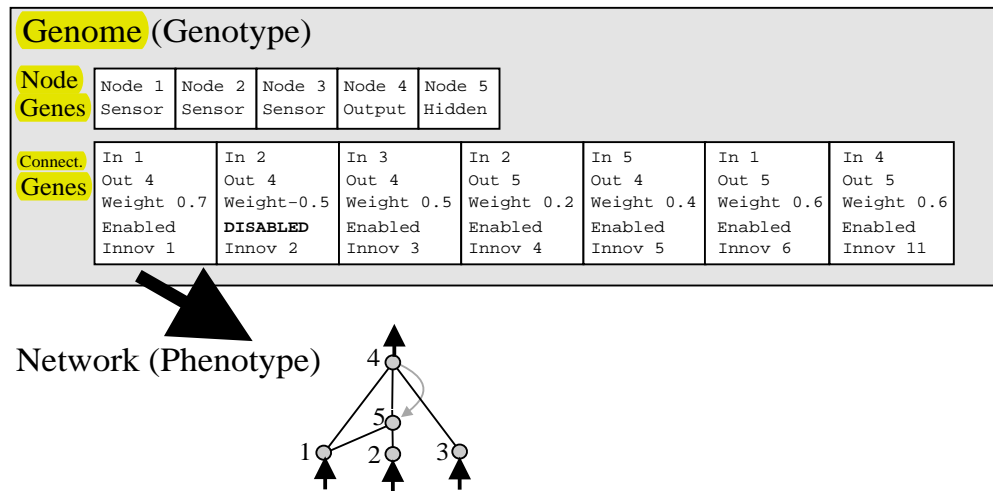 Genome (Genotype)
Node Genes
Node 1 Node 2 Node 3 Node 4 Node 5
Sensor Sensor Sensor Output Hidden
Connect. Genes
In 1 In 2 In 3 In 2 In 5 In 1 In 4
Out 4 Out 4 Out 4 Out 5 Out 4 Out 5 Out 5
Weight 0.7 Weight-0.5 Weight 0.5 Weight 0.2 Weight 0.4 Weight 0.6 Weight 0.6
Enabled DISABLED Enabled Enabled Enabled Enabled Enabled
Innov 1 Innov 2 Innov 3 Innov 4 Innov 5 Innov 6 Innov 11
Network (Phenotype)
4
5
1 2 3